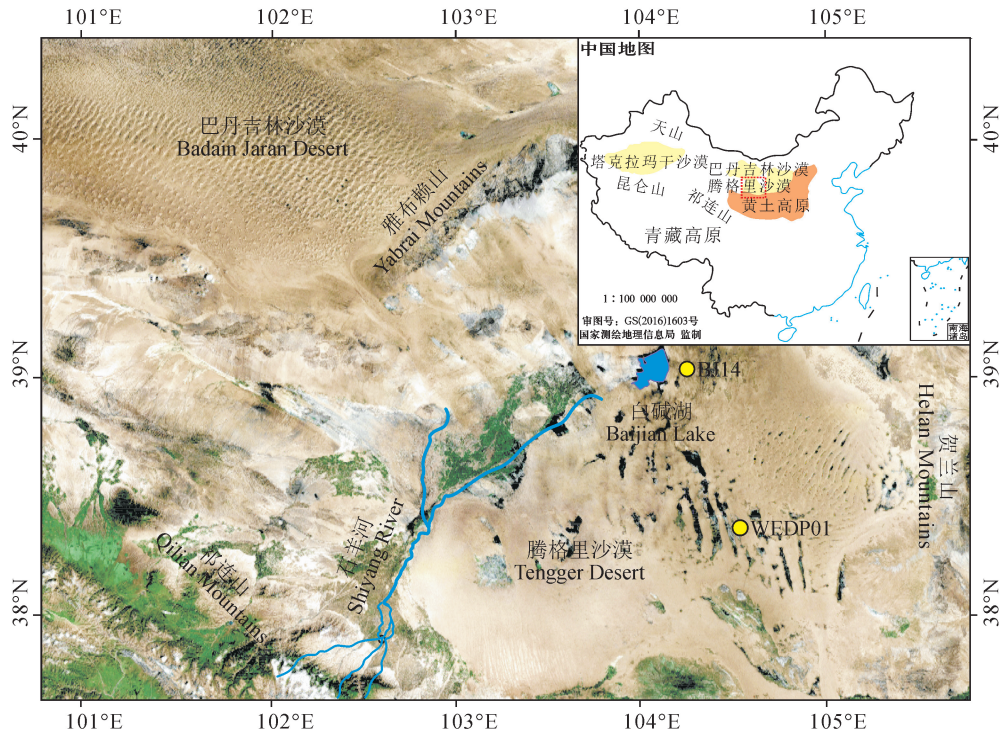 101°E 102°E 103°E 104°E 105°E
中国地图
天山
塔克拉玛干沙漠
巴丹吉林沙漠
昆仑山
腾格里沙漠
祁连山
黄土高原
青藏高原
1：100 000 000
审图号：GS(2016)1603号
国家测绘地理信息局 监制
南海
诸岛
40°N
40°N
巴丹吉林沙漠
Badain Jaran Desert
雅布赖山
Yabrai Mountains
39°N
39°N
BJ14
白碱湖
Baijian Lake
贺兰山
Helan Mountains
WEDP01
石羊河
Shiyang River
腾格里沙漠
Tengger Desert
祁连山
Qilian Mountains
38°N
38°N
101°E 102°E 103°E 104°E 105°E